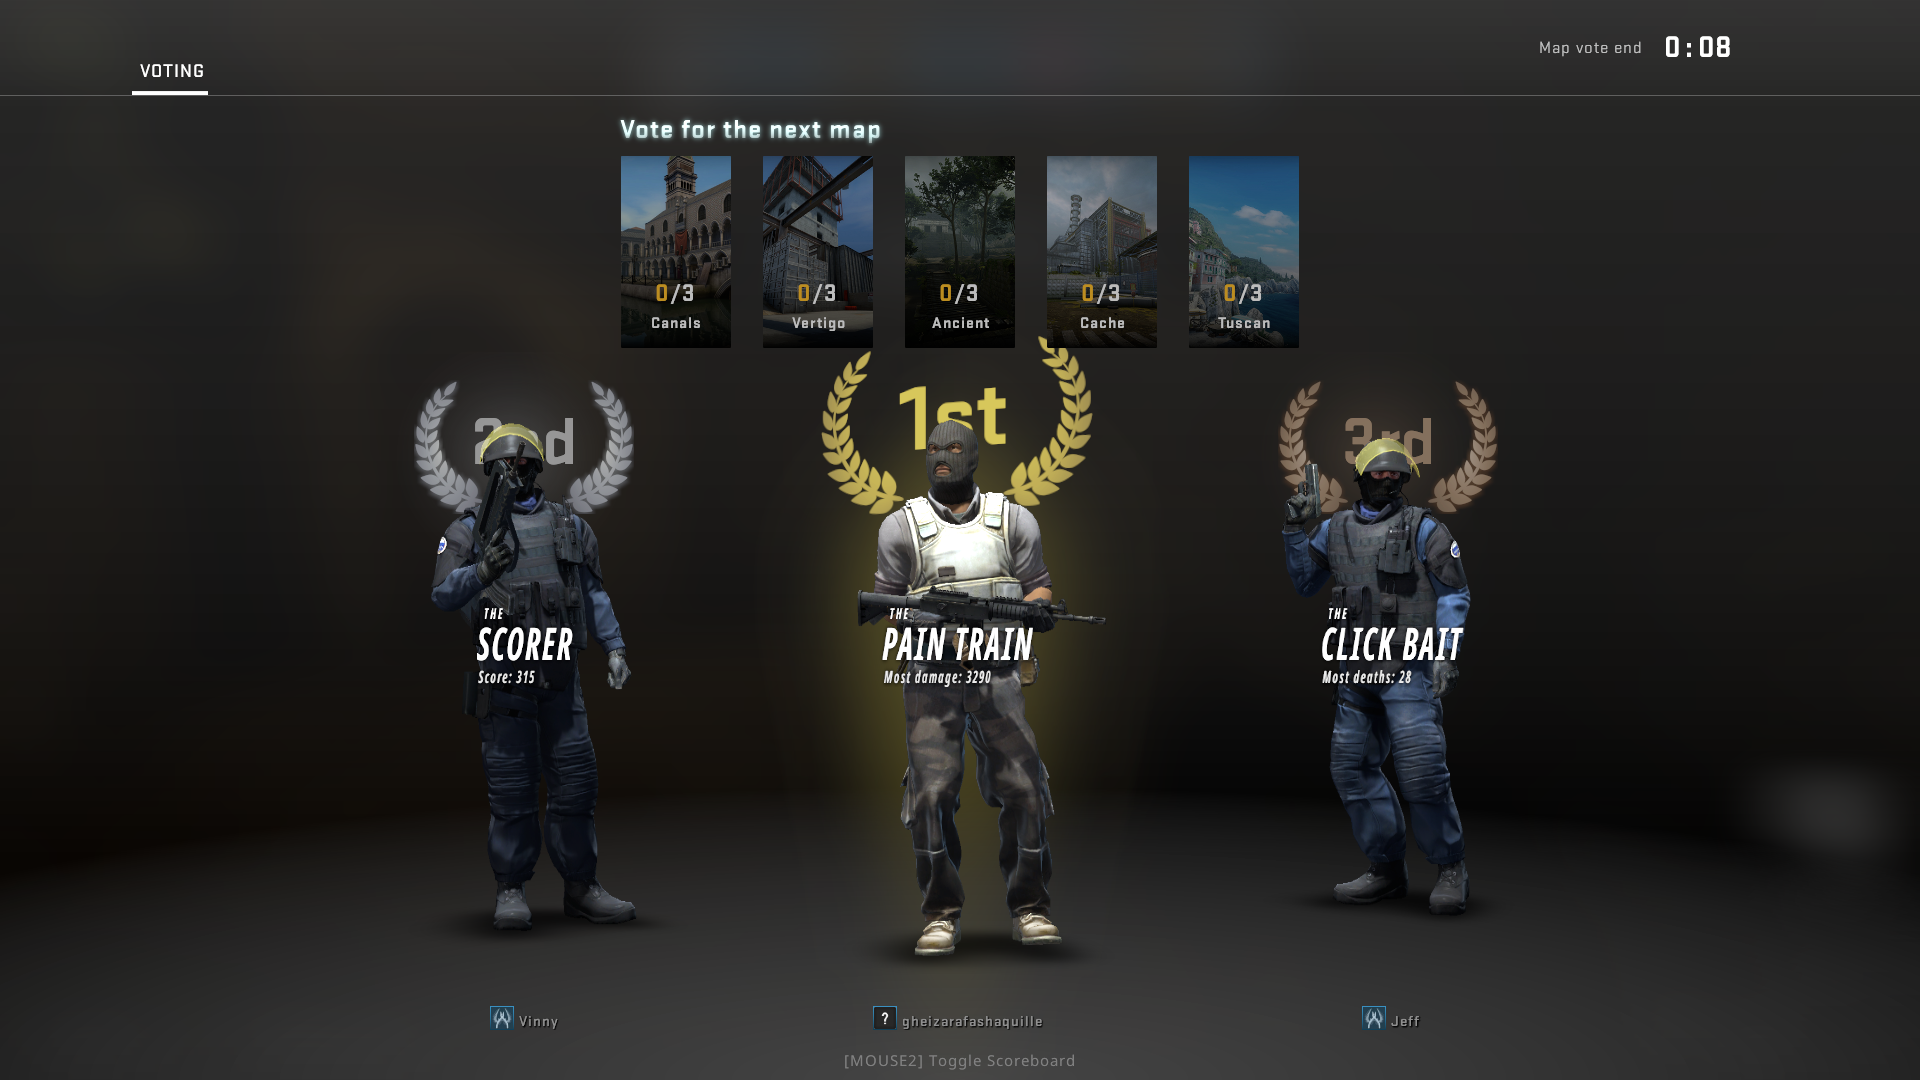 VOTING
Map vote end 0:08
Vote for the next map
0/3 0/3 0/3 0/3 0/3
Canals Vertigo Ancient Cache Tuscan
2nd 1st 3rd
THE
SCORER
Score: 315
THE
PAIN TRAIN
Most damage: 3290
THE
CLICK BAIT
Most deaths: 28
Vinny
? gheizarafashaquille
Jeff
[MOUSE2] Toggle Scoreboard